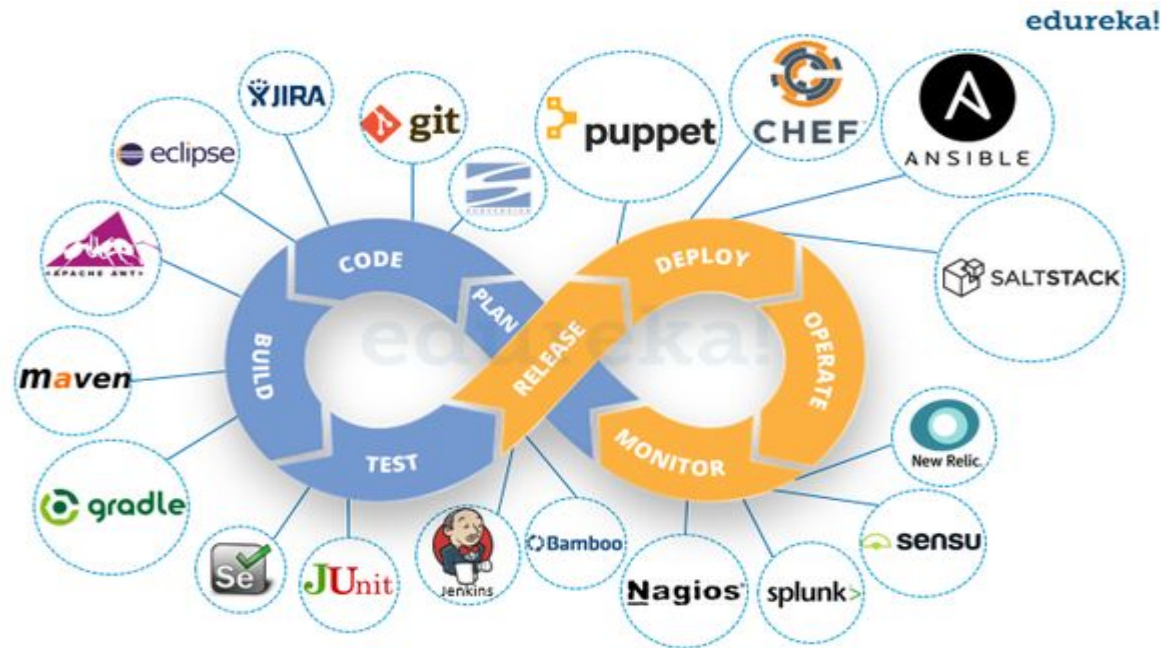 edureka!
JIRA
git
puppet
CHEF
ANSIBLE
eclipse
SUBVERSION
APACHE ANT
maven
gradle
Se
JUnit
Jenkins
Bamboo
Nagios
splunk>
sensu
New Relic.
SALTSTACK
CODE
PLAN
BUILD
TEST
RELEASE
DEPLOY
OPERATE
MONITOR
edureka!